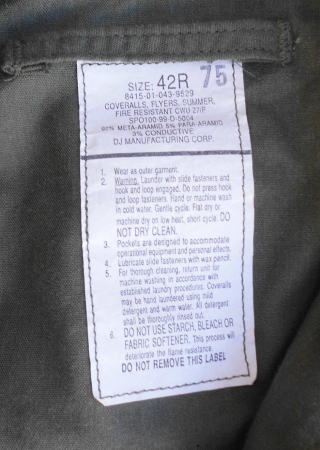 SIZE: 42R 75
8415-01-043-9529
COVERALLS, FLYERS, SUMMER,
FIRE RESISTANT CWU 27/P
SPO100-99-D-5004
92% META-ARAMID 5% PARA-ARAMID
3% CONDUCTIVE
DJ MANUFACTURING CORP.
1. Wear as outer garment.
2. Warning. Launder with slide fasteners and
hook and loop engaged. Do not press hook
and loop fasteners. Hand or machine wash
in cold water. Gentle cycle. Flat dry or
machine dry on low heat, short cycle. DO
NOT DRY CLEAN.
3. Pockets are designed to accommodate
operational equipment and personal effects.
4. Lubricate slide fasteners with wax pencil.
5. For thorough cleaning, return unit for
machine washing in accordance with
established laundry procedures. Coveralls
may be hand laundered using mild
detergent and warm water. All detergent
shall be thoroughly rinsed out.
6. DO NOT USE STARCH, BLEACH OR
FABRIC SOFTENER. This process will
deteriorate the flame resistance.
DO NOT REMOVE THIS LABEL